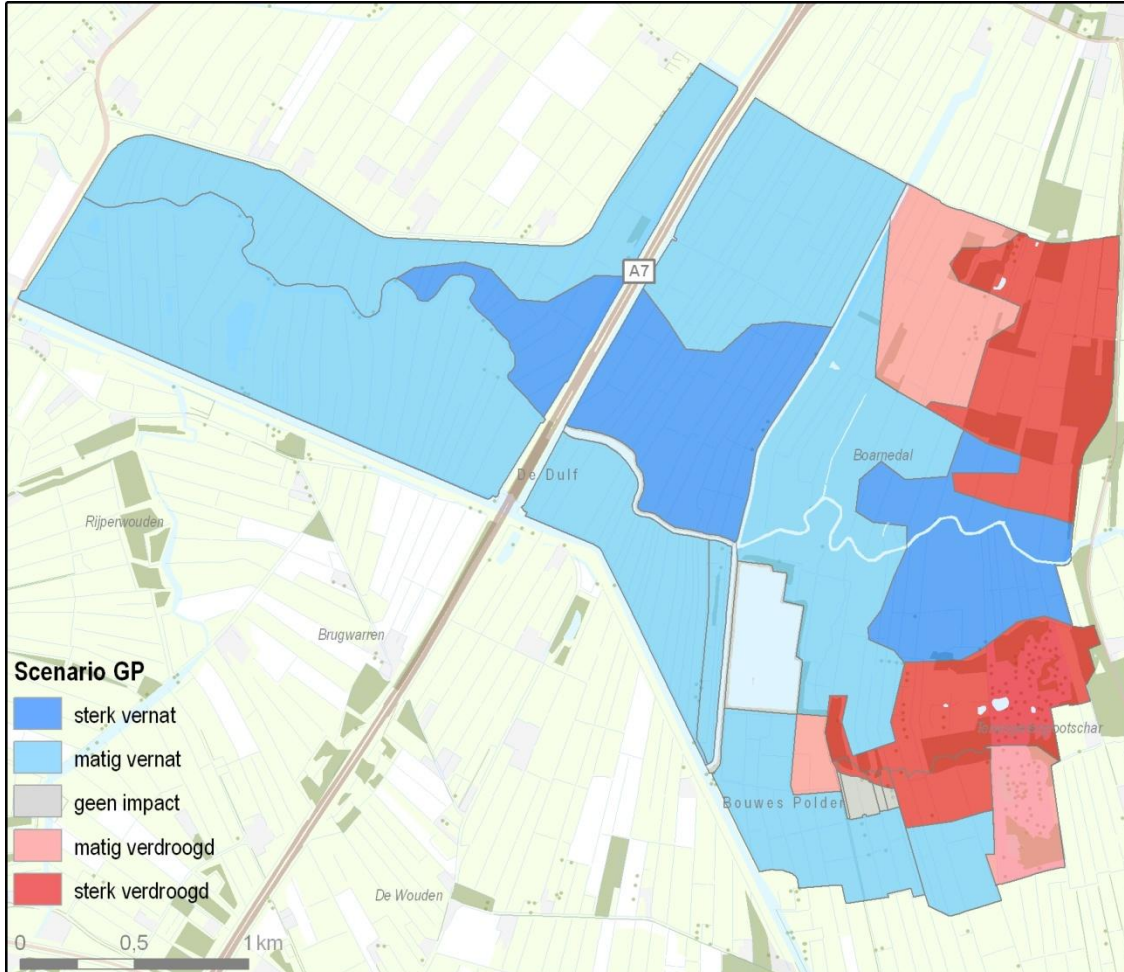 A7
De Dulf
Boarnedal
Rijperwouden
Brugwarren
Bouwes Polder
De Wouden
Scenario GP
sterk vernat
matig vernat
geen impact
matig verdroogd
sterk verdroogd
0 0,5 1 km